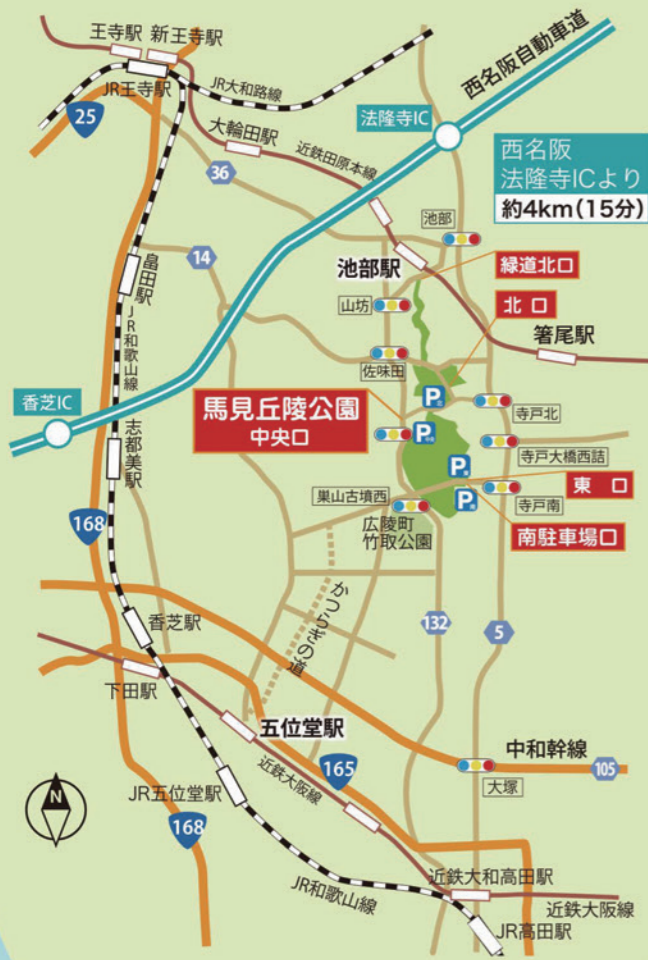 王寺駅
新王寺駅
JR王寺駅
JR大和路線
西名阪自動車道
25
大輪田駅
法隆寺IC
近鉄田原本線
西名阪
法隆寺ICより
約4km(15分)
36
池部
14
畠田駅
池部駅
緑道北口
山坊
北 口
箸尾駅
JR和歌山線
佐味田
香芝IC
馬見丘陵公園
中央口
P
北
寺戸北
志都美駅
P
中央
寺戸大橋西詰
P
東
東 口
巣山古墳西
P
南
寺戸南
168
広陵町
竹取公園
南駐車場口
かつらぎの道
香芝駅
132
5
下田駅
五位堂駅
中和幹線
近鉄大阪線
165
105
N
JR五位堂駅
大塚
168
JR和歌山線
近鉄大和高田駅
近鉄大阪線
JR高田駅